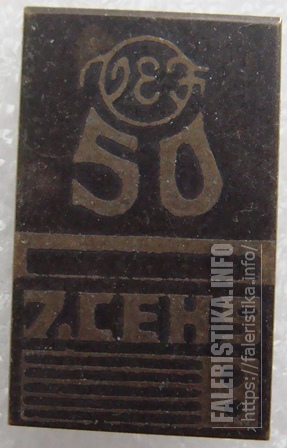 VEF
50
7.CEH
FALERISTIKA.INFO
https://faleristika.info/